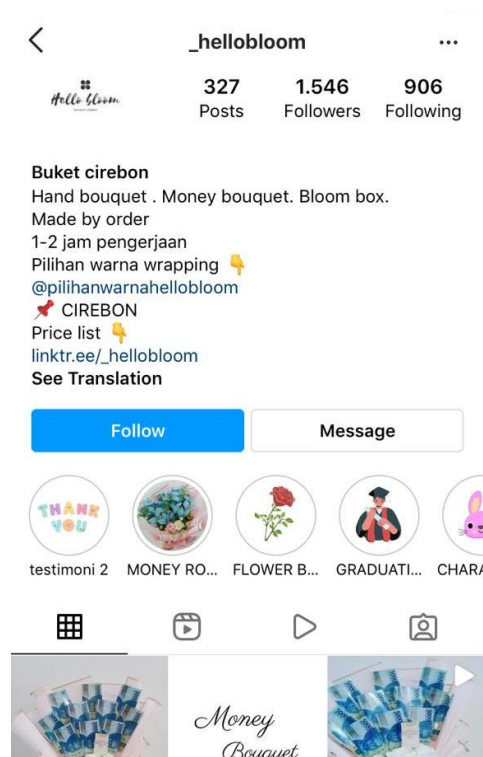 _hellobloom
Hello bloom
327 1.546 906
Posts Followers Following
Buket cirebon
Hand bouquet . Money bouquet. Bloom box.
Made by order
1-2 jam pengerjaan
Pilihan warna wrapping 👇
@pilihanwarnahellobloom
📌 CIREBON
Price list 👇
linktr.ee/_hellobloom
See Translation
Follow Message
THANK
YOU
testimoni 2 MONEY RO... FLOWER B... GRADUATI... CHARA
Money
Bouquet